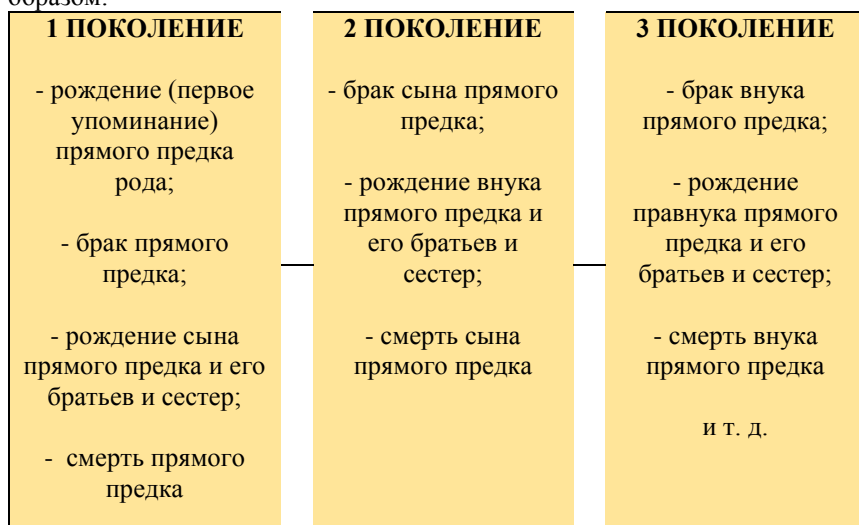 образом:
1 ПОКОЛЕНИЕ
- рождение (первое
упоминание)
прямого предка
рода;
- брак прямого
предка;
- рождение сына
прямого предка и его
братьев и сестер;
- смерть прямого
предка
2 ПОКОЛЕНИЕ
- брак сына прямого
предка;
- рождение внука
прямого предка и
его братьев и
сестер;
- смерть сына
прямого предка
3 ПОКОЛЕНИЕ
- брак внука
прямого предка;
- рождение
правнука прямого
предка и его
братьев и сестер;
- смерть внука
прямого предка
и т. д.